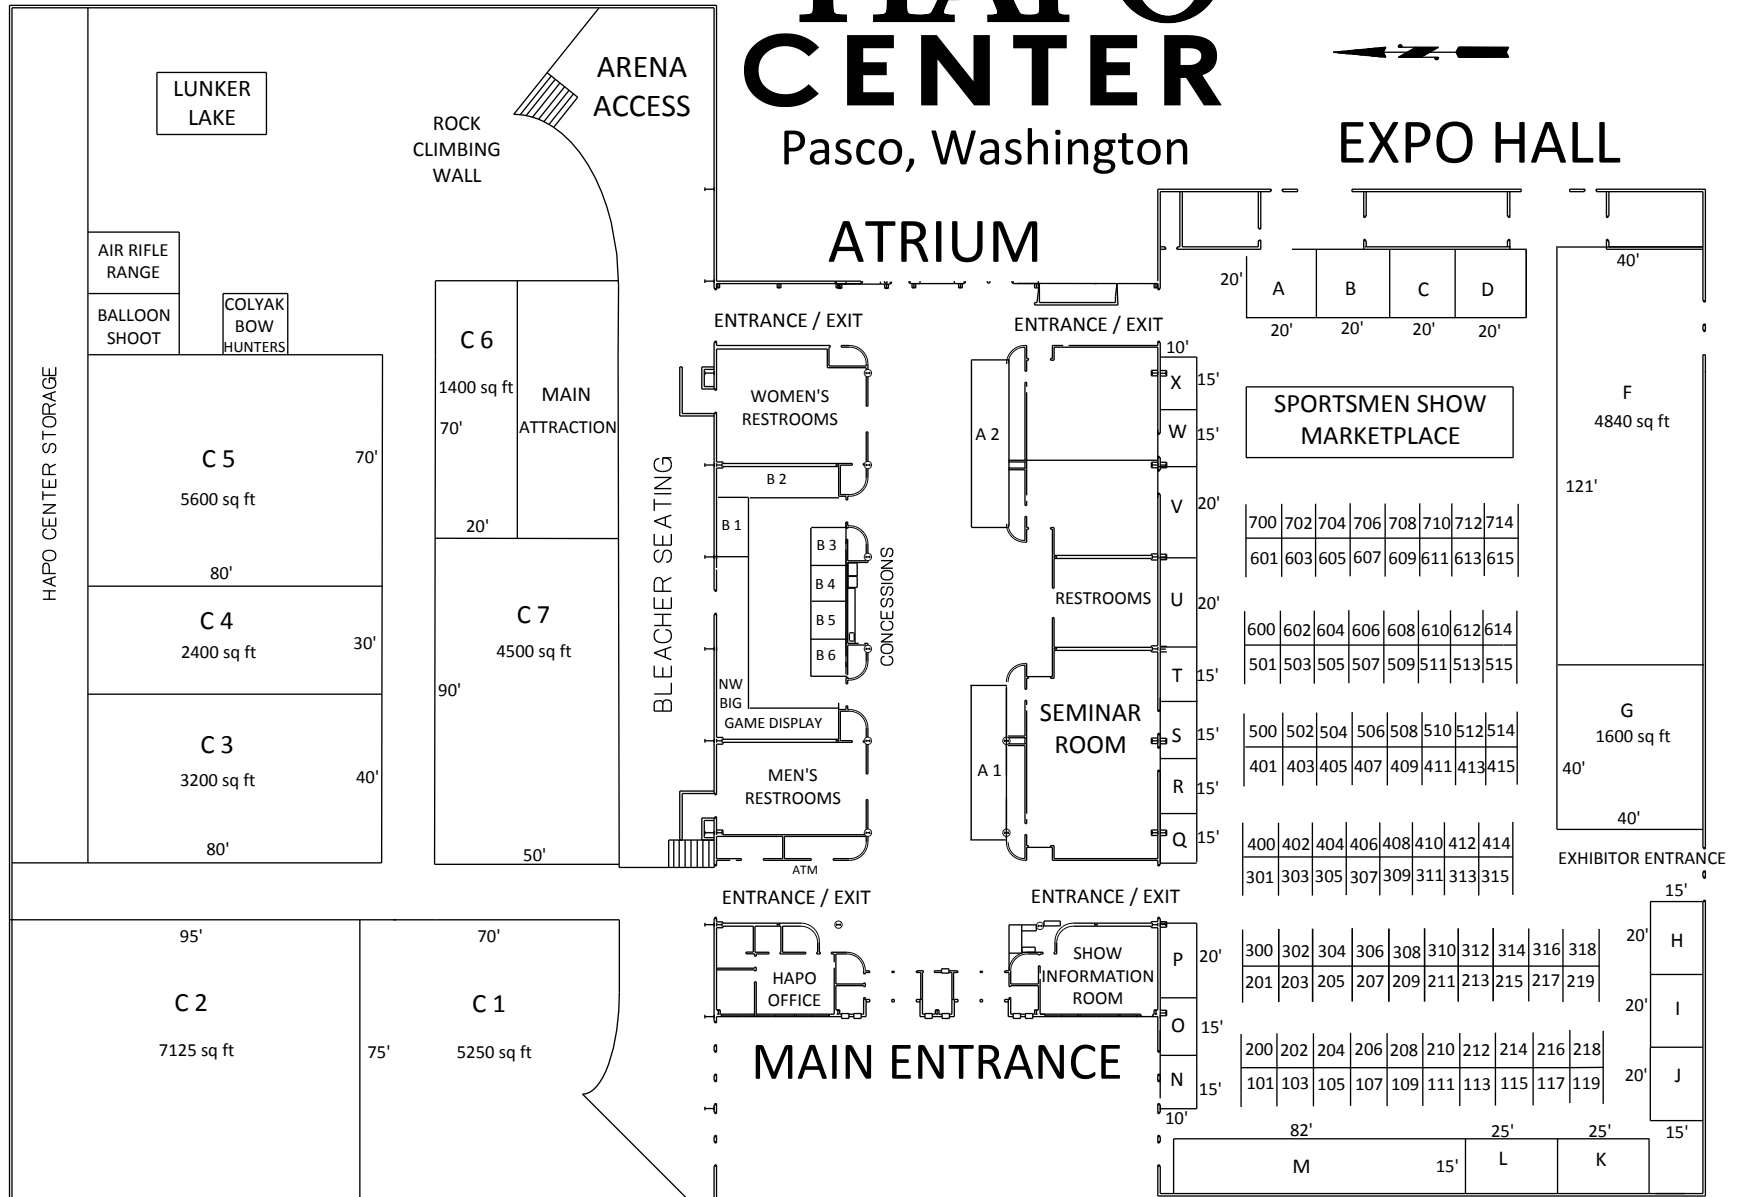 HAPO
CENTER
Pasco, Washington
EXPO HALL
ATRIUM
ARENA
ACCESS
LUNKER
LAKE
ROCK
CLIMBING
WALL
AIR RIFLE
RANGE
BALLOON
SHOOT
COLYAK
BOW
HUNTERS
HAPO CENTER STORAGE
C 6
1400 sq ft
70'
20'
MAIN
ATTRACTION
C 5
5600 sq ft
70'
80'
C 4
2400 sq ft
30'
C 3
3200 sq ft
40'
80'
C 7
4500 sq ft
90'
50'
BLEACHER SEATING
95'
C 2
7125 sq ft
75'
70'
C 1
5250 sq ft
ENTRANCE / EXIT
ENTRANCE / EXIT
WOMEN'S
RESTROOMS
B 2
B 1
B 3
B 4
B 5
B 6
CONCESSIONS
NW
BIG
GAME DISPLAY
MEN'S
RESTROOMS
ATM
ENTRANCE / EXIT
ENTRANCE / EXIT
HAPO
OFFICE
SHOW
INFORMATION
ROOM
MAIN ENTRANCE
A 2
A 1
RESTROOMS
SEMINAR
ROOM
10'
X 15'
W 15'
V 20'
U 20'
T 15'
S 15'
R 15'
Q 15'
P 20'
O 15'
N 15'
10'
20' A B C D
20' 20' 20' 20'
SPORTSMEN SHOW
MARKETPLACE
40'
F
4840 sq ft
121'
G
1600 sq ft
40'
40'
EXHIBITOR ENTRANCE
700 702 704 706 708 710 712 714
601 603 605 607 609 611 613 615
600 602 604 606 608 610 612 614
501 503 505 507 509 511 513 515
500 502 504 506 508 510 512 514
401 403 405 407 409 411 413 415
400 402 404 406 408 410 412 414
301 303 305 307 309 311 313 315
300 302 304 306 308 310 312 314 316 318
201 203 205 207 209 211 213 215 217 219
200 202 204 206 208 210 212 214 216 218
101 103 105 107 109 111 113 115 117 119
15'
20' H
20' I
20' J
15'
82' 25' 25'
M 15' L K